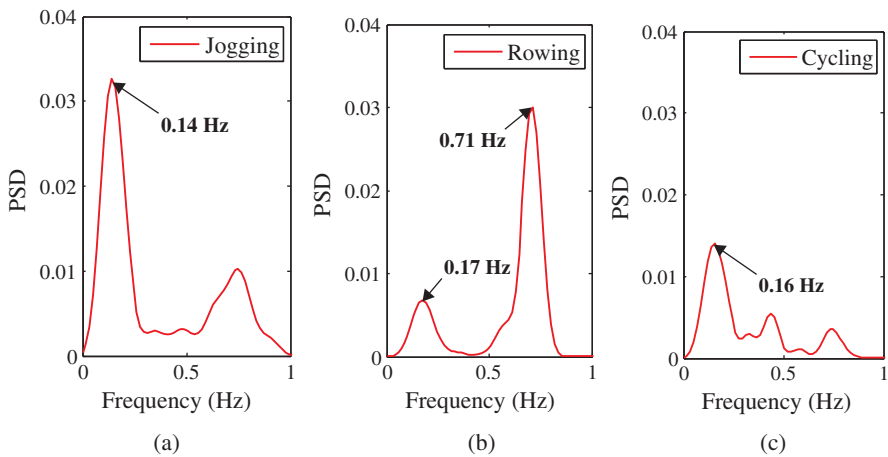 0.04
0.03
0.02
0.01
0
PSD
Jogging
0.14 Hz
0
0.5
1
Frequency (Hz)
(a)
0.04
0.03
0.02
0.01
0
PSD
Rowing
0.71 Hz
0.17 Hz
0
0.5
1
Frequency (Hz)
(b)
0.04
0.03
0.02
0.01
0
PSD
Cycling
0.16 Hz
0
0.5
1
Frequency (Hz)
(c)